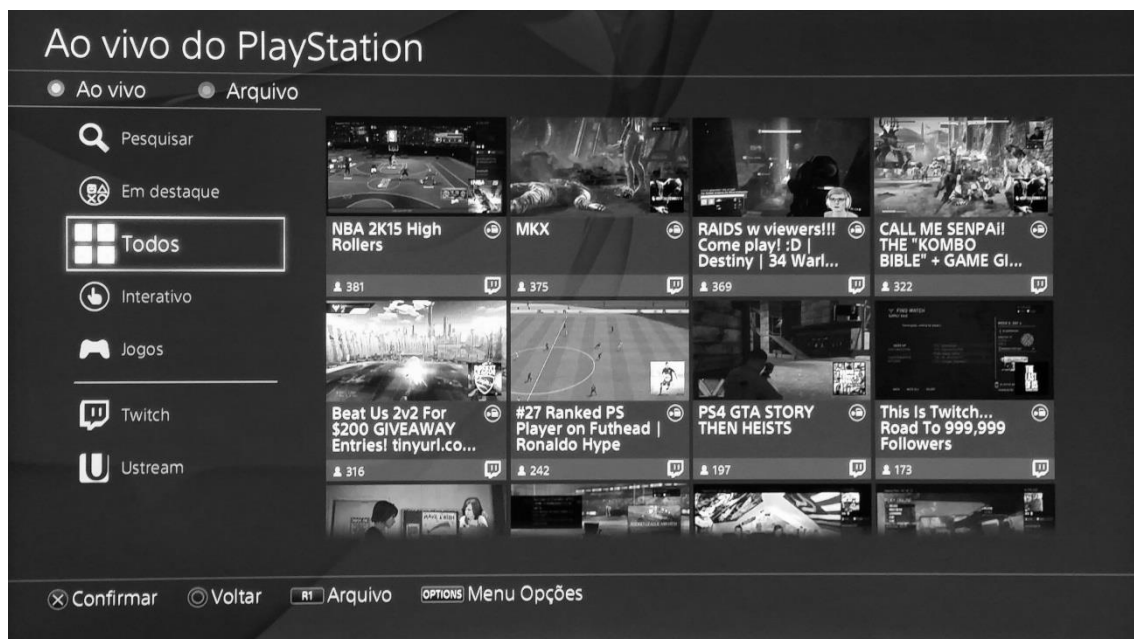 Ao vivo do PlayStation
Ao vivo
Arquivo
Pesquisar
Em destaque
Todos
Interativo
Jogos
Twitch
Ustream
NBA 2K15 High
Rollers
381
MKX
375
RAIDS w viewers!!!
Come play! :D |
Destiny | 34 Warl...
369
CALL ME SENPAi!
THE "KOMBO
BIBLE" + GAME GI...
322
Beat Us 2v2 For
$200 GIVEAWAY
Entries! tinyurl.co...
316
#27 Ranked PS
Player on Futhead |
Ronaldo Hype
242
PS4 GTA STORY
THEN HEISTS
197
FREE MATCH
This Is Twitch...
Road To 999,999
Followers
173
Confirmar
Voltar
R1 Arquivo
OPTIONS Menu Opções